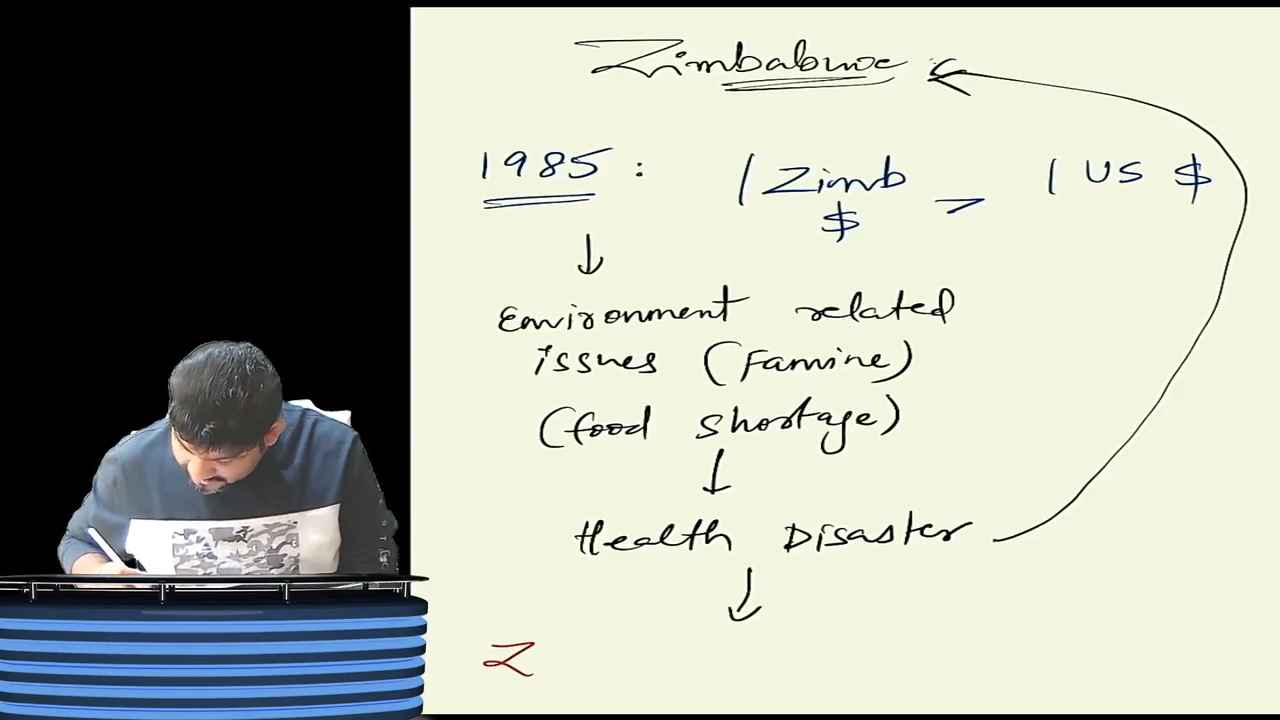 Zimbabwe
1985 : 1 Zimb $ > 1 US $
Environment related
issues (Famine)
(food shortage)
Health Disaster
Z